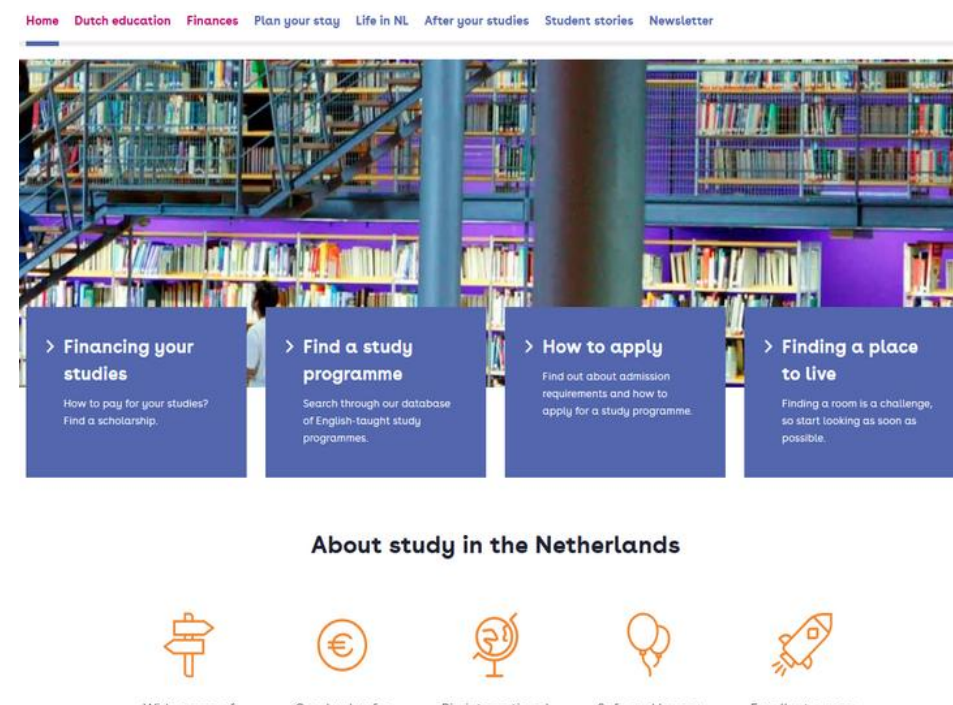 Home Dutch education Finances Plan your stay Life in NL After your studies Student stories Newsletter
Financing your
studies
How to pay for your studies?
Find a scholarship.
Find a study
programme
Search through our database
of English-taught study
programmes.
How to apply
Find out about admission
requirements and how to
apply for a study programme.
Finding a place
to live
Finding a room is a challenge,
so start looking as soon as
possible.
About study in the Netherlands